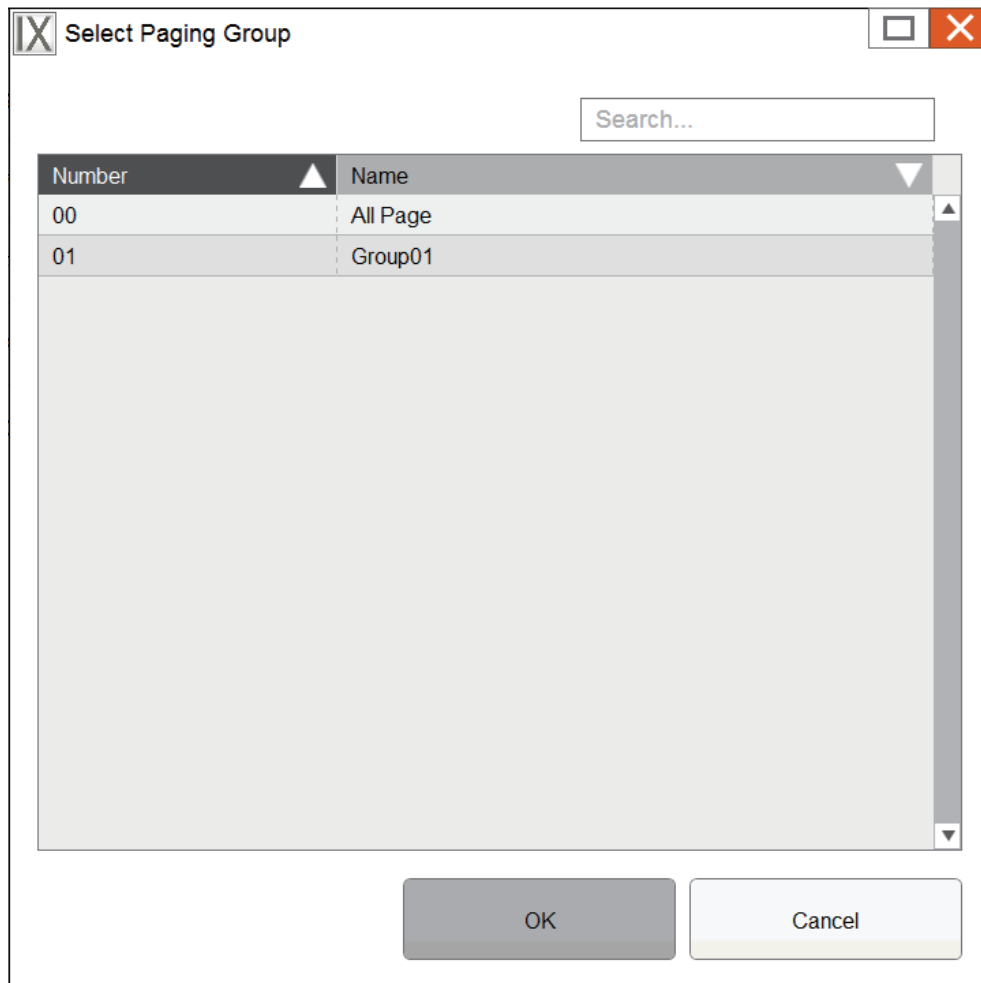 IX Select Paging Group
Search...
Number Name
00 All Page
01 Group01
OK Cancel